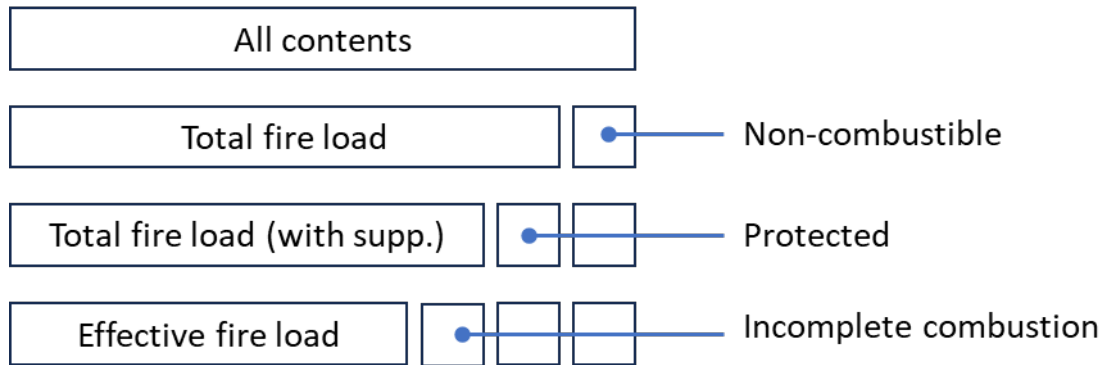 All contents
Total fire load
Non-combustible
Total fire load (with supp.)
Protected
Effective fire load
Incomplete combustion